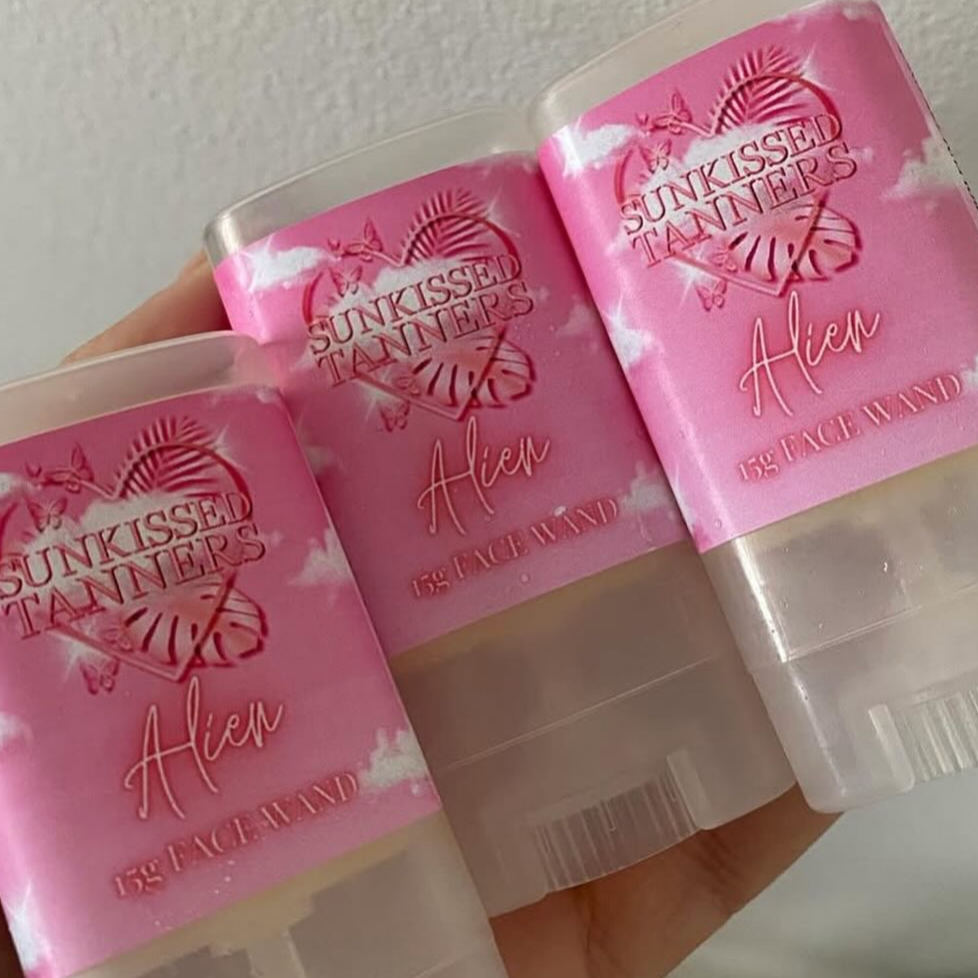 SUNKISSED
TANNERS
Alien
15g FACE WAND
SUNKISSED
TANNERS
Alien
15g FACE WAND
SUNKISSED
TANNERS
Alien
15g FACE WAND